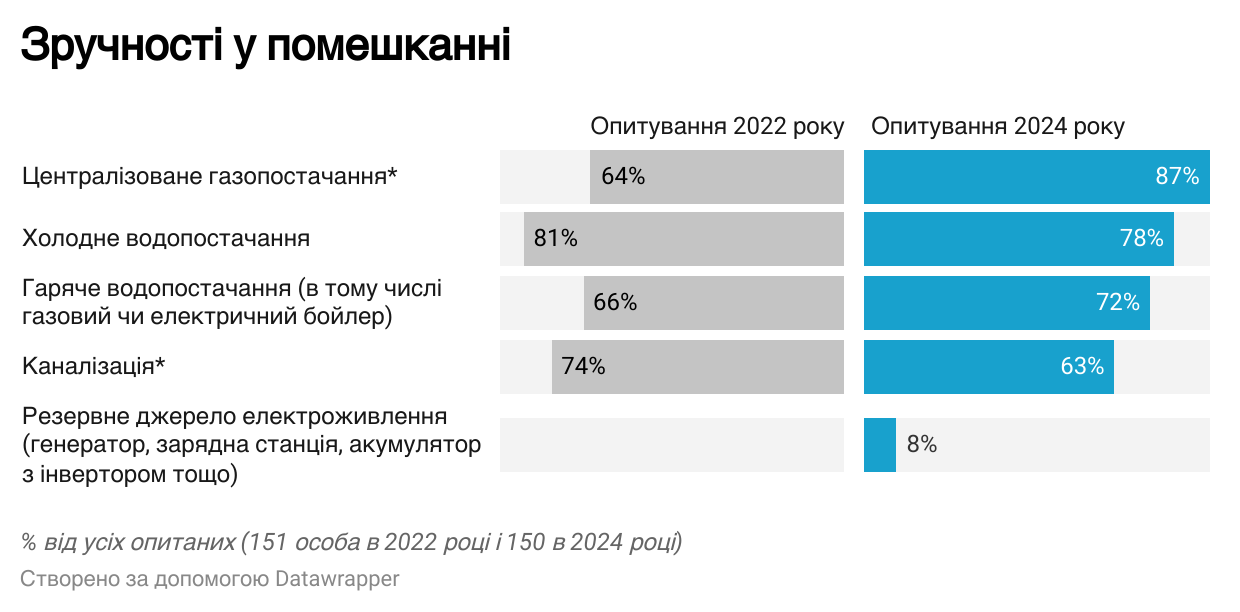 Зручності у помешканні
Опитування 2022 року
Опитування 2024 року
Централізоване газопостачання*
64%
87%
Холодне водопостачання
81%
78%
Гаряче водопостачання (в тому числі
газовий чи електричний бойлер)
66%
72%
Каналізація*
74%
63%
Резервне джерело електроживлення
(генератор, зарядна станція, акумулятор
з інвертором тощо)
8%
% від усіх опитаних (151 особа в 2022 році і 150 в 2024 році)
Створено за допомогою Datawrapper